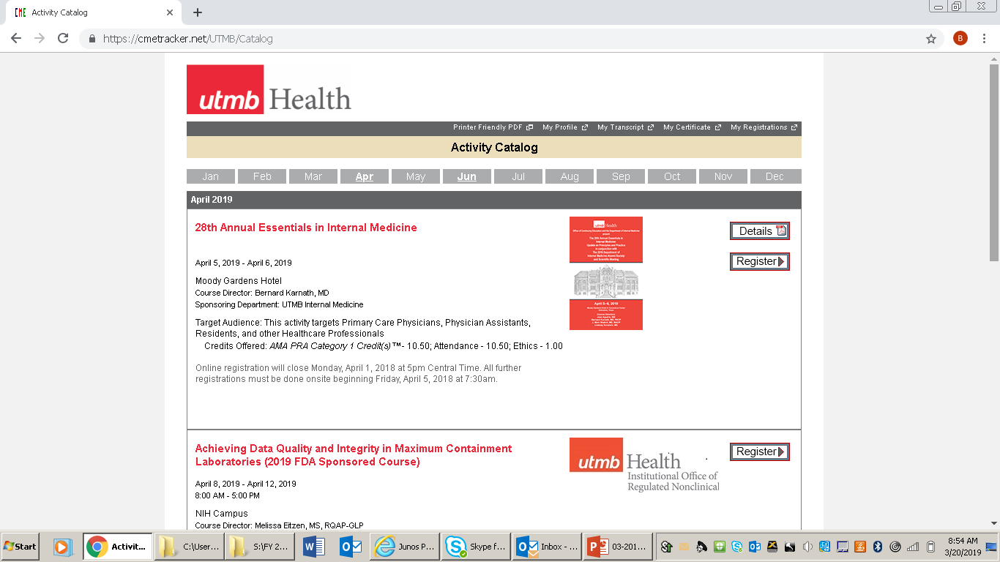 CME Activity Catalog
https://cmetracker.net/UTMB/Catalog
B
utmb Health
Printer Friendly PDF My Profile My Transcript My Certificate My Registrations
Activity Catalog
Jan Feb Mar Apr May Jun Jul Aug Sep Oct Nov Dec
April 2019
28th Annual Essentials in Internal Medicine
Details
Register
April 5, 2019 - April 6, 2019
Moody Gardens Hotel
Course Director: Bernard Karnath, MD
Sponsoring Department: UTMB Internal Medicine
Target Audience: This activity targets Primary Care Physicians, Physician Assistants,
Residents, and other Healthcare Professionals
Credits Offered: AMA PRA Category 1 Credit(s)™- 10.50; Attendance - 10.50; Ethics - 1.00
Online registration will close Monday, April 1, 2018 at 5pm Central Time. All further
registrations must be done onsite beginning Friday, April 5, 2018 at 7:30am.
utmb Health
April 5-6, 2019
Achieving Data Quality and Integrity in Maximum Containment
Laboratories (2019 FDA Sponsored Course)
utmb Health
Institutional Office of
Regulated Nonclinical
Register
April 8, 2019 - April 12, 2019
8:00 AM - 5:00 PM
NIH Campus
Course Director: Melissa Eitzen, MS, RQAP-GLP
Start Activit... C:\User... S:\FY 2... Junos P... Skype f... Inbox - ... 03-201...
8:54 AM
3/20/2019